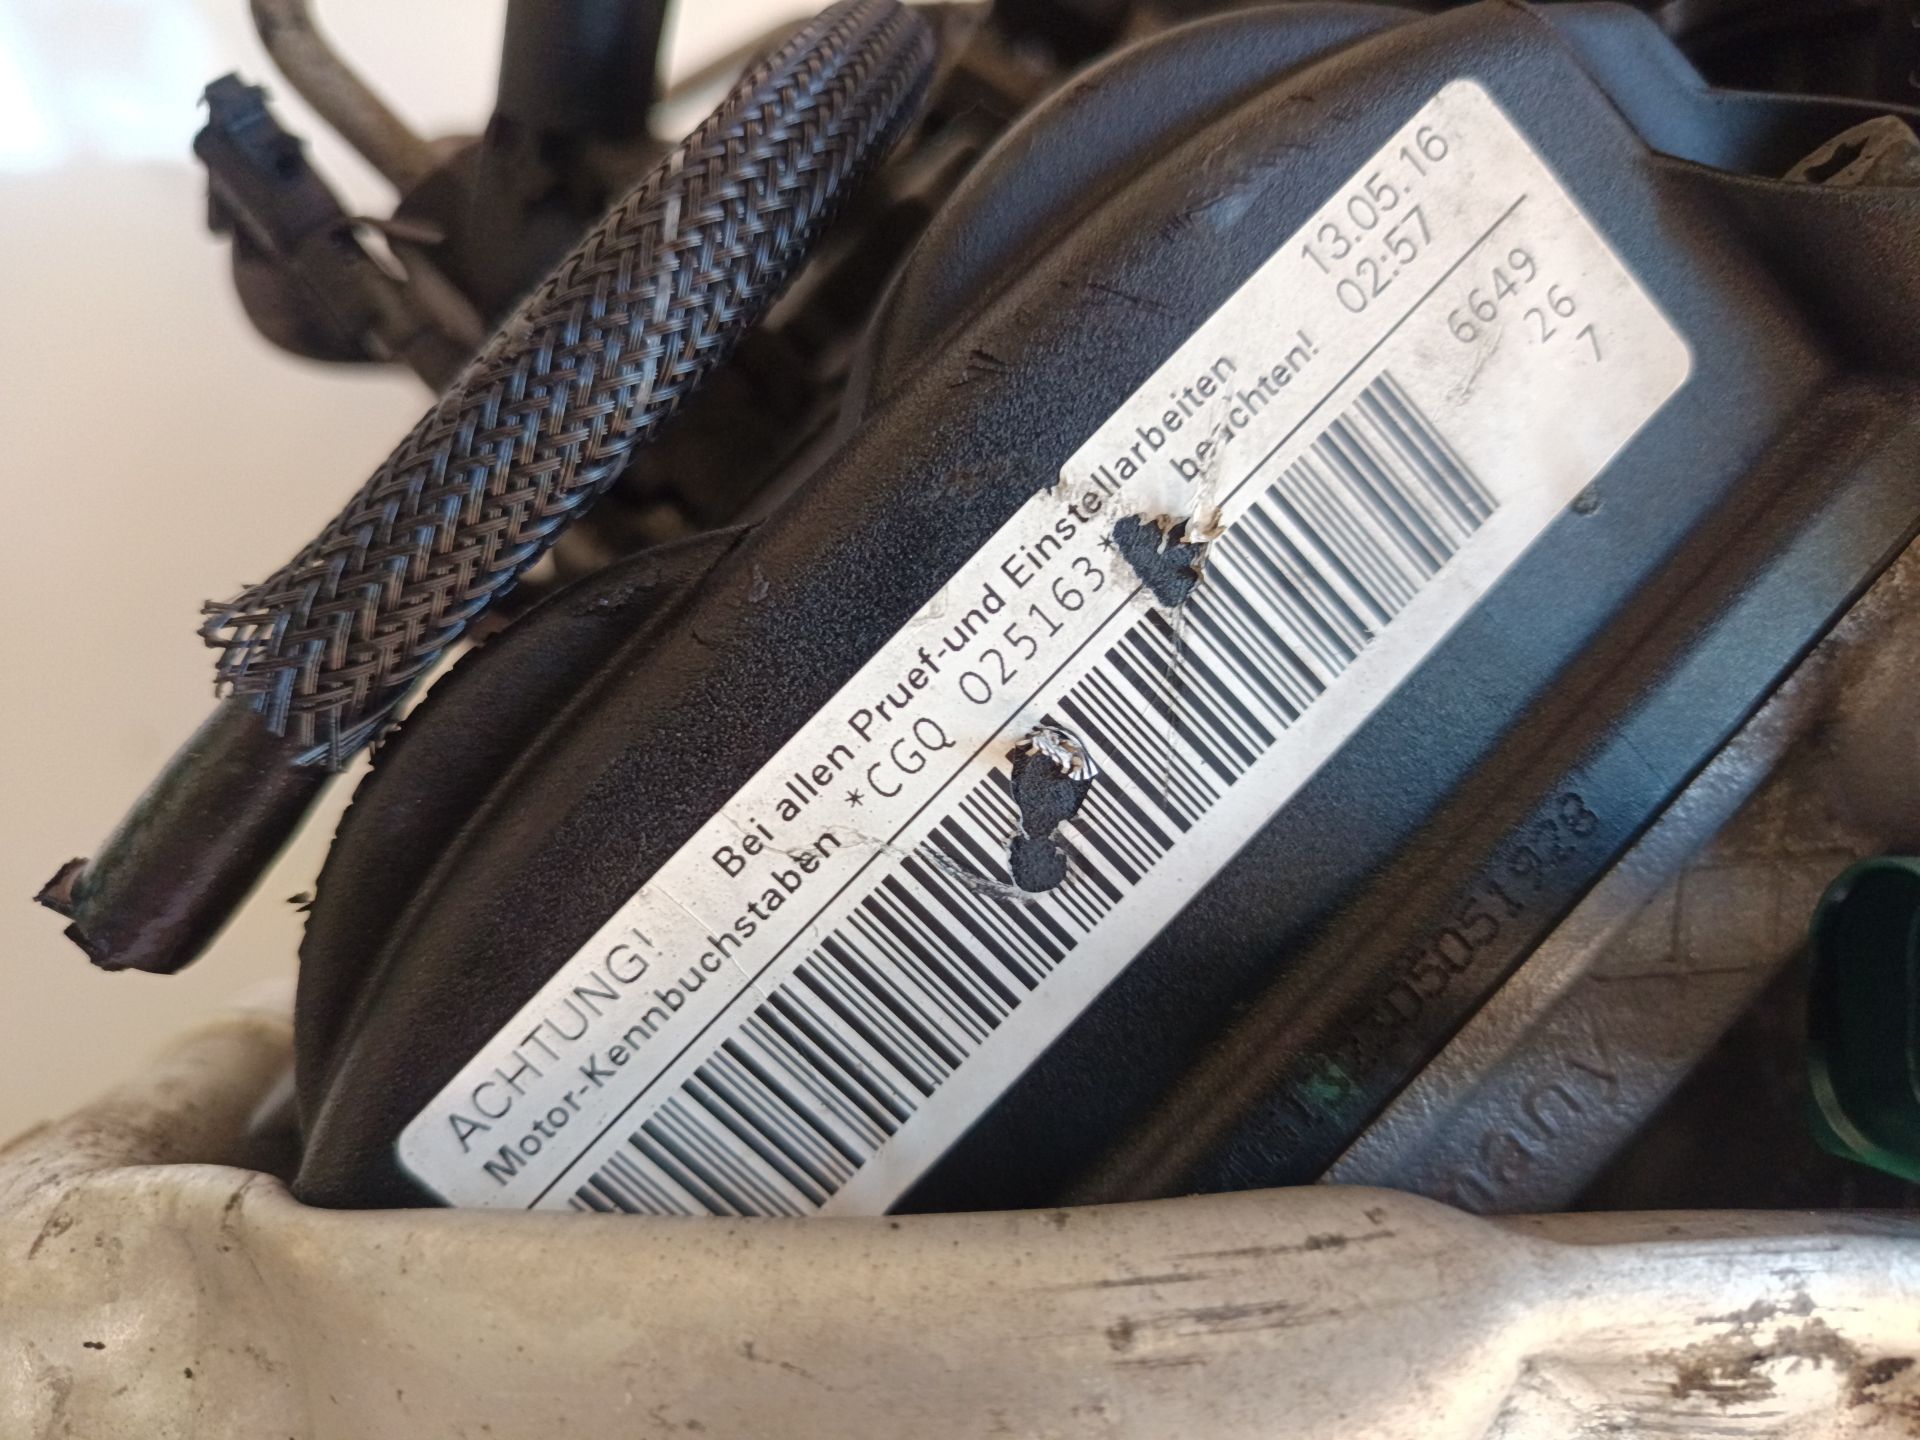 ACHTUNG! Bei allen Pruef-und Einstellarbeiten 13.05.16
Motor-Kennbuchstaben *CGQ 025163* beachten! 02:57
6649
26
7